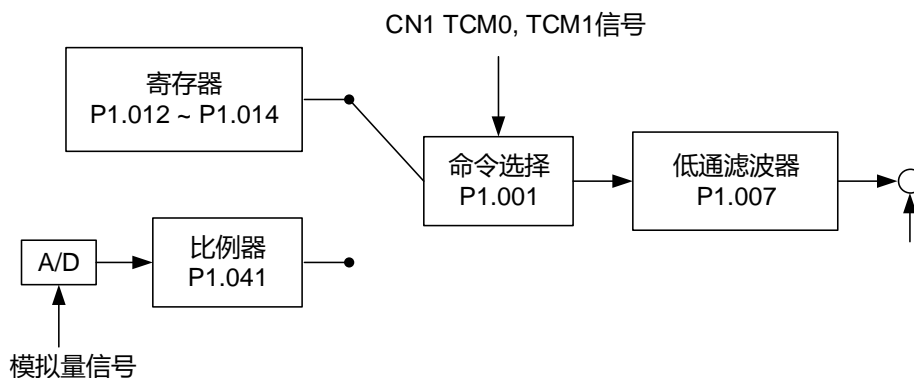 CN1 TCM0, TCM1信号
寄存器
P1.012 ~ P1.014
命令选择
P1.001
低通滤波器
P1.007
A/D
比例器
P1.041
模拟量信号